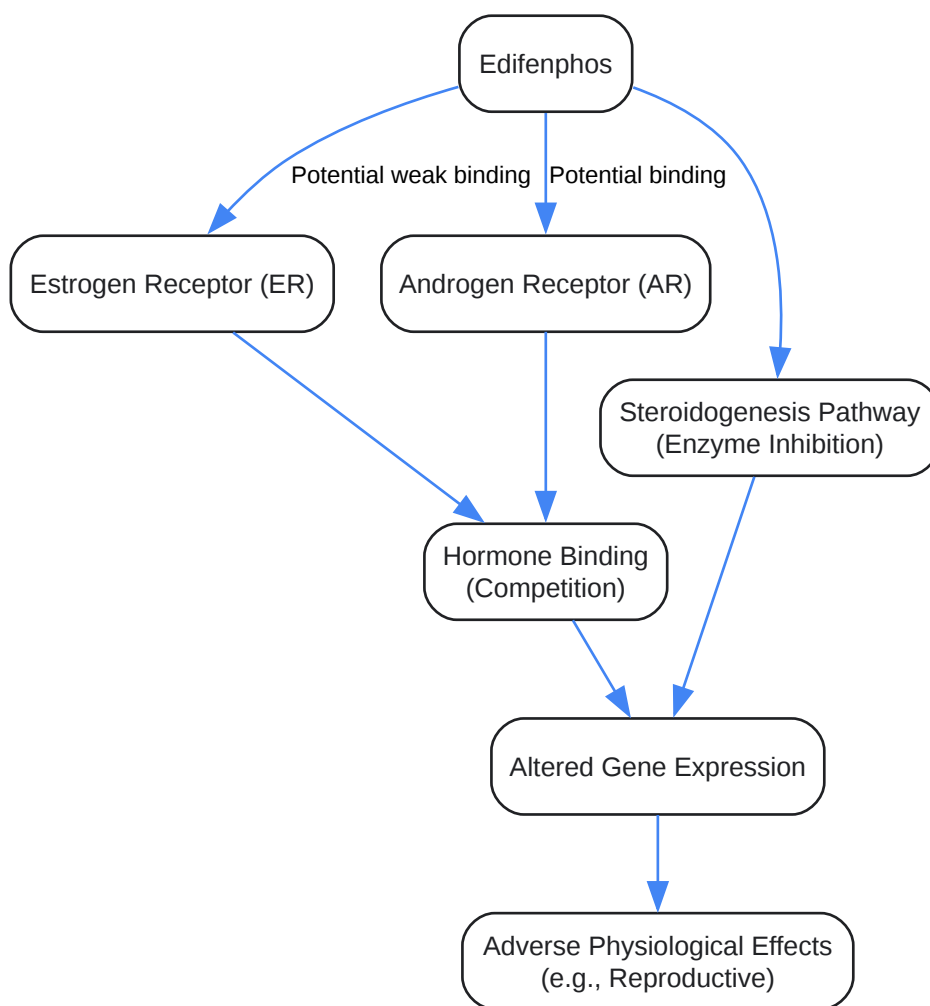 Edifenphos
Potential weak binding
Potential binding
Estrogen Receptor (ER)
Androgen Receptor (AR)
Steroidogenesis Pathway
(Enzyme Inhibition)
Hormone Binding
(Competition)
Altered Gene Expression
Adverse Physiological Effects
(e.g., Reproductive)